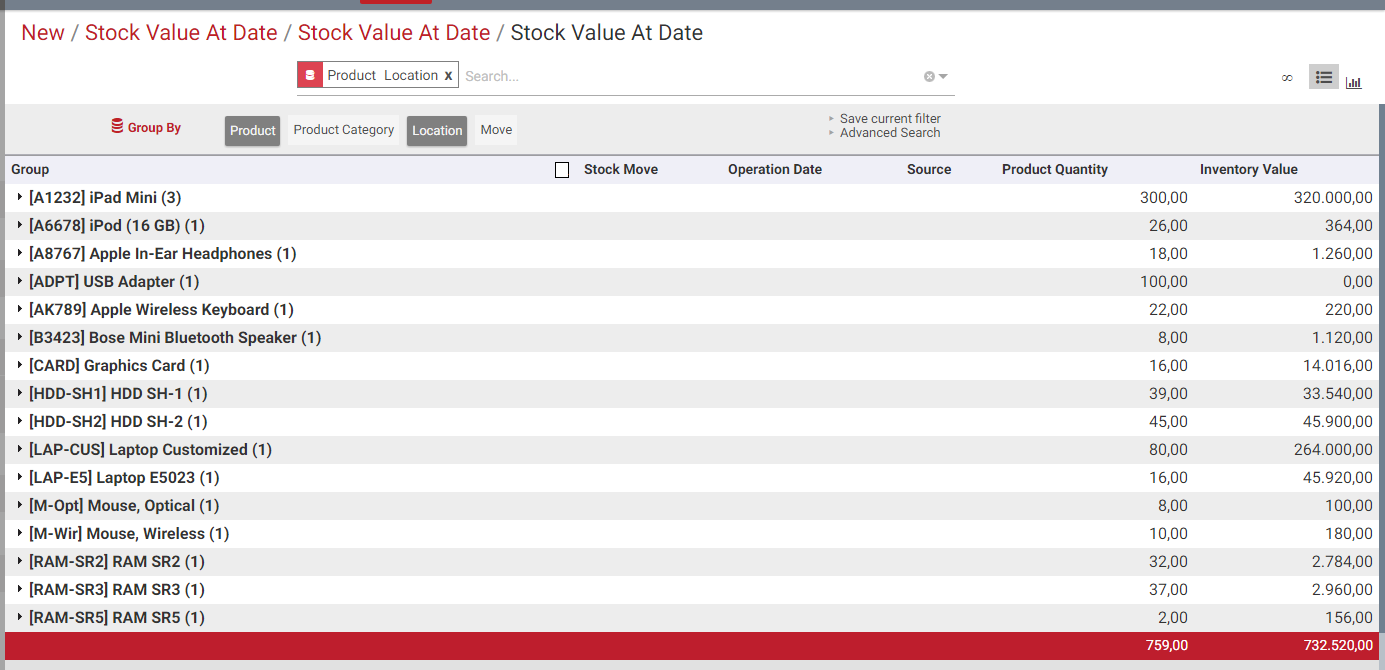 New / Stock Value At Date / Stock Value At Date / Stock Value At Date
Product Location x Search...
Group By Product Product Category Location Move
Save current filter
Advanced Search
Group Stock Move Operation Date Source Product Quantity Inventory Value
[A1232] iPad Mini (3) 300,00 320.000,00
[A6678] iPod (16 GB) (1) 26,00 364,00
[A8767] Apple In-Ear Headphones (1) 18,00 1.260,00
[ADPT] USB Adapter (1) 100,00 0,00
[AK789] Apple Wireless Keyboard (1) 22,00 220,00
[B3423] Bose Mini Bluetooth Speaker (1) 8,00 1.120,00
[CARD] Graphics Card (1) 16,00 14.016,00
[HDD-SH1] HDD SH-1 (1) 39,00 33.540,00
[HDD-SH2] HDD SH-2 (1) 45,00 45.900,00
[LAP-CUS] Laptop Customized (1) 80,00 264.000,00
[LAP-E5] Laptop E5023 (1) 16,00 45.920,00
[M-Opt] Mouse, Optical (1) 8,00 100,00
[M-Wir] Mouse, Wireless (1) 10,00 180,00
[RAM-SR2] RAM SR2 (1) 32,00 2.784,00
[RAM-SR3] RAM SR3 (1) 37,00 2.960,00
[RAM-SR5] RAM SR5 (1) 2,00 156,00
759,00 732.520,00